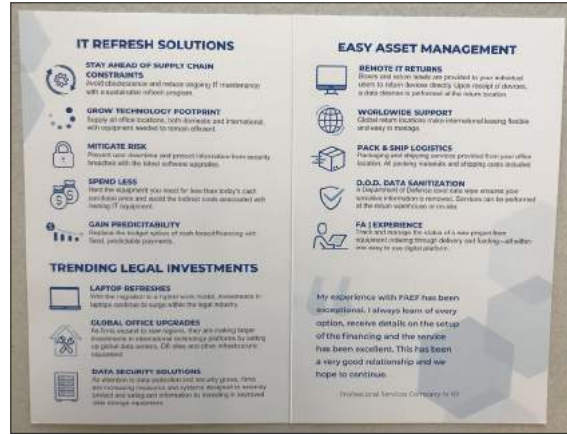 IT REFRESH SOLUTIONS
STAY AHEAD OF SUPPLY CHAIN
CONSTRAINTS
Avoid obsolescence and reduce ongoing IT maintenance
with a sustainable refresh program.
GROW TECHNOLOGY FOOTPRINT
Supply all office locations, both domestic and international,
with equipment needed to remain efficient.
MITIGATE RISK
Prevent user downtime and protect information from security
breaches with the latest software upgrades.
SPEND LESS
Rent the equipment you need for less than today's cash
purchase price and avoid the indirect costs associated with
owning IT equipment.
GAIN PREDICITABILITY
Replace the budget spikes of cash
fixed, predictable payments.
TRENDING LEGAL INVESTMENTS
LAPTOP REFRESHES
With the migration to a hybrid work model, investments in
laptops continue to surge within the legal industry.
GLOBAL OFFICE UPGRADES
As firms expand to new regions, they are making larger
investments in international technology platforms by setting
up global data centers, DR sites and other infrastructure
equipment.
DATA SECURITY SOLUTIONS
As attention to data protection and security grows, firms
are increasing measures and systems designed to securely
protect and safeguard information by investing in improved
data storage equipment.
EASY ASSET MANAGEMENT
REMOTE IT RETURNS
Boxes and return labels are provided to your individual
users to return devices directly. Upon receipt of devices,
a data cleanse is performed at the return location.
WORLDWIDE SUPPORT
Global return locations make international leasing flexible
and easy to manage.
PACK & SHIP LOGISTICS
Packaging and shipping services provided from your office
location. All packing materials and shipping costs included.
D.O.D. DATA SANITIZATION
A Department of Defense level data wipe ensures your
sensitive information is removed. Services can be performed
at the return warehouse or on-site.
FA | EXPERIENCE
Track and manage the status of a new project from
equipment ordering through delivery and funding—all within
one easy to use digital platform.
My experience with FAEF has been
exceptional. I always learn of every
option, receive details on the setup
of the financing and the service
has been excellent. This has been
a very good relationship and we
hope to continue.
Professional Services Company in NY